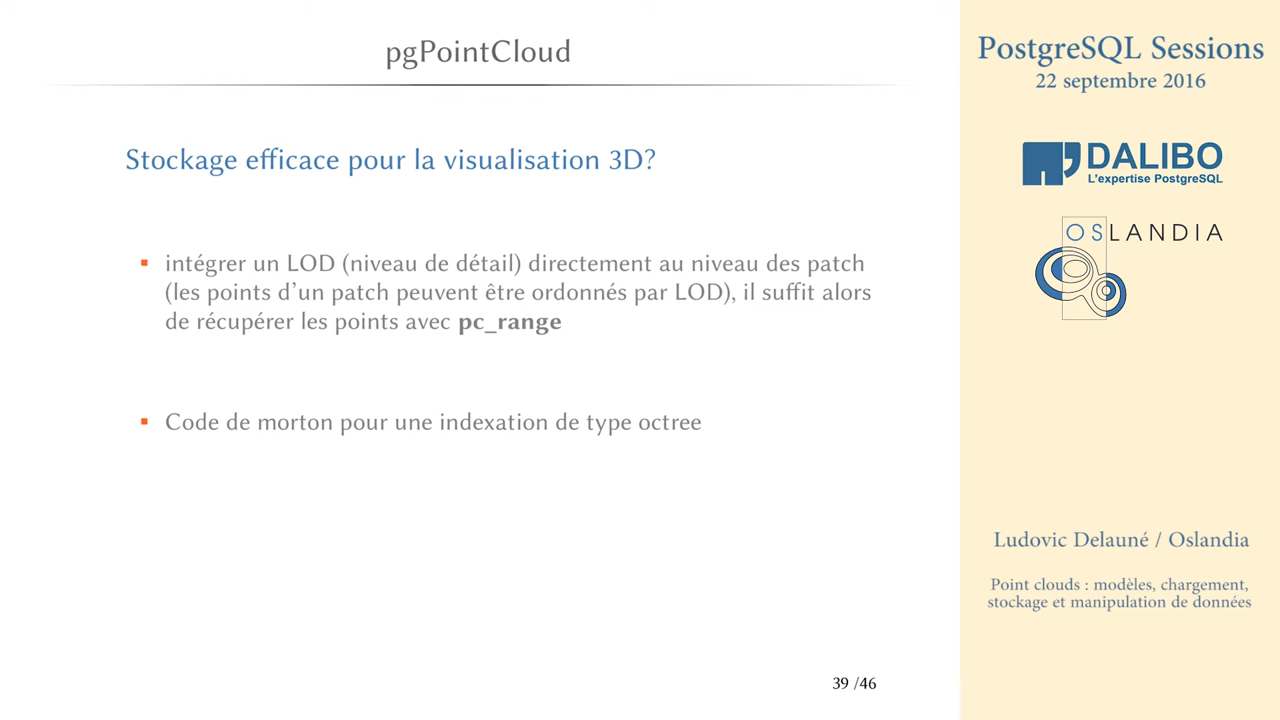 pgPointCloud
Stockage efficace pour la visualisation 3D?
▪ intégrer un LOD (niveau de détail) directement au niveau des patch
(les points d’un patch peuvent être ordonnés par LOD), il suffit alors
de récupérer les points avec pc_range
▪ Code de morton pour une indexation de type octree
39 /46
PostgreSQL Sessions
22 septembre 2016
DALIBO
L’expertise PostgreSQL
OSLANDIA
Ludovic Delauné / Oslandia
Point clouds : modèles, chargement,
stockage et manipulation de données